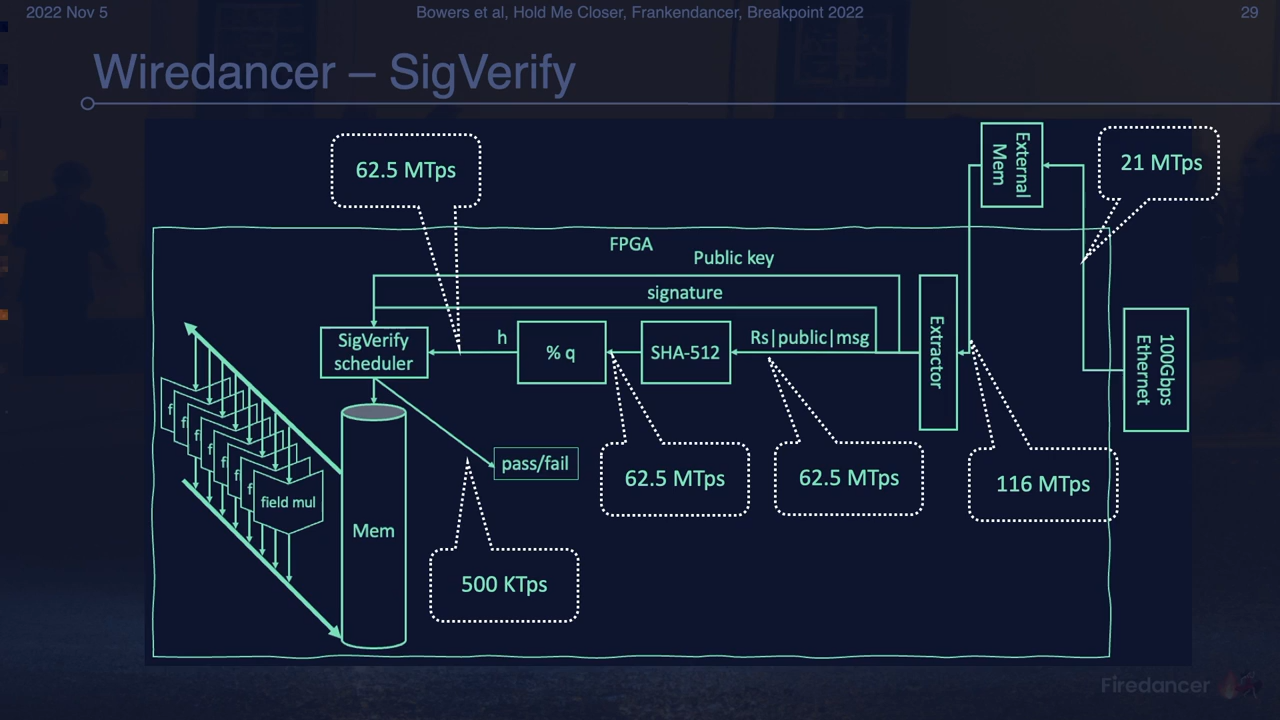 2022 Nov 5
Bowers et al, Hold Me Closer, Frankendancer, Breakpoint 2022
29
Wiredancer – SigVerify
62.5 MTps
External
Mem
21 MTps
FPGA
Public key
signature
SigVerify
scheduler
h
% q
SHA-512
Rs|public|msg
Extractor
100Gbps
Ethernet
f
f
f
f
f
f
field mul
Mem
pass/fail
500 KTps
62.5 MTps
62.5 MTps
116 MTps
Firedancer